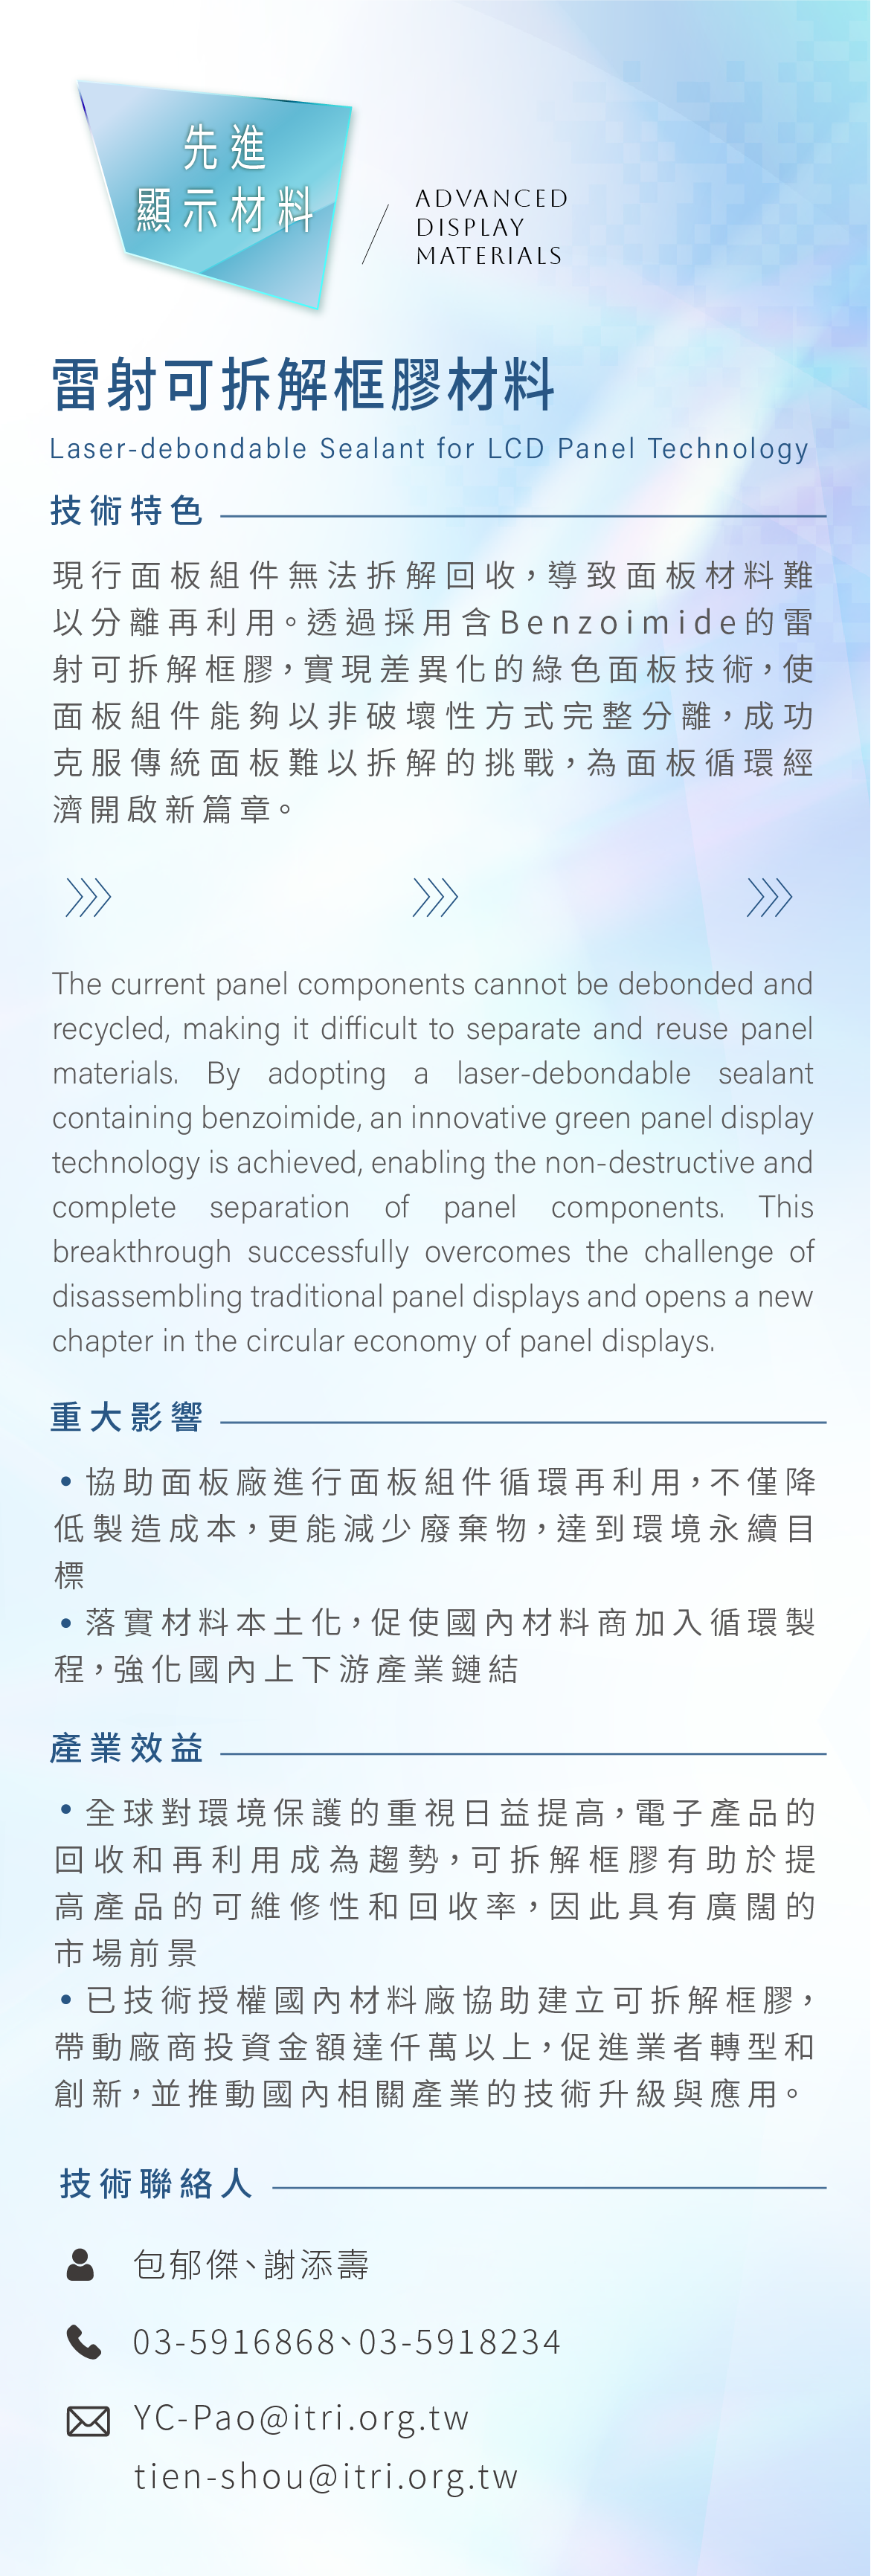 先進
顯示材料
ADVANCED
DISPLAY
MATERIALS
雷射可拆解框膠材料
Laser-debondable Sealant for LCD Panel Technology
技術特色
現行面板組件無法拆解回收，導致面板材料難
以分離再利用。透過採用含Benzoimide的雷
射可拆解框膠，實現差異化的綠色面板技術，使
面板組件能夠以非破壞性方式完整分離，成功
克服傳統面板難以拆解的挑戰，為面板循環經
濟開啟新篇章。
The current panel components cannot be debonded and
recycled, making it difficult to separate and reuse panel
materials. By adopting a laser-debondable sealant
containing benzoimide, an innovative green panel display
technology is achieved, enabling the non-destructive and
complete separation of panel components. This
breakthrough successfully overcomes the challenge of
disassembling traditional panel displays and opens a new
chapter in the circular economy of panel displays.
重大影響
• 協助面板廠進行面板組件循環再利用，不僅降
低製造成本，更能減少廢棄物，達到環境永續目
標
• 落實材料本土化，促使國內材料商加入循環製
程，強化國內上下游產業鏈結
產業效益
• 全球對環境保護的重視日益提高，電子產品的
回收和再利用成為趨勢，可拆解框膠有助於提
高產品的可維修性和回收率，因此具有廣闊的
市場前景
• 已技術授權國內材料廠協助建立可拆解框膠，
帶動廠商投資金額達仟萬以上，促進業者轉型和
創新，並推動國內相關產業的技術升級與應用。
技術聯絡人
包郁傑、謝添壽
03-5916868、03-5918234
YC-Pao@itri.org.tw
tien-shou@itri.org.tw